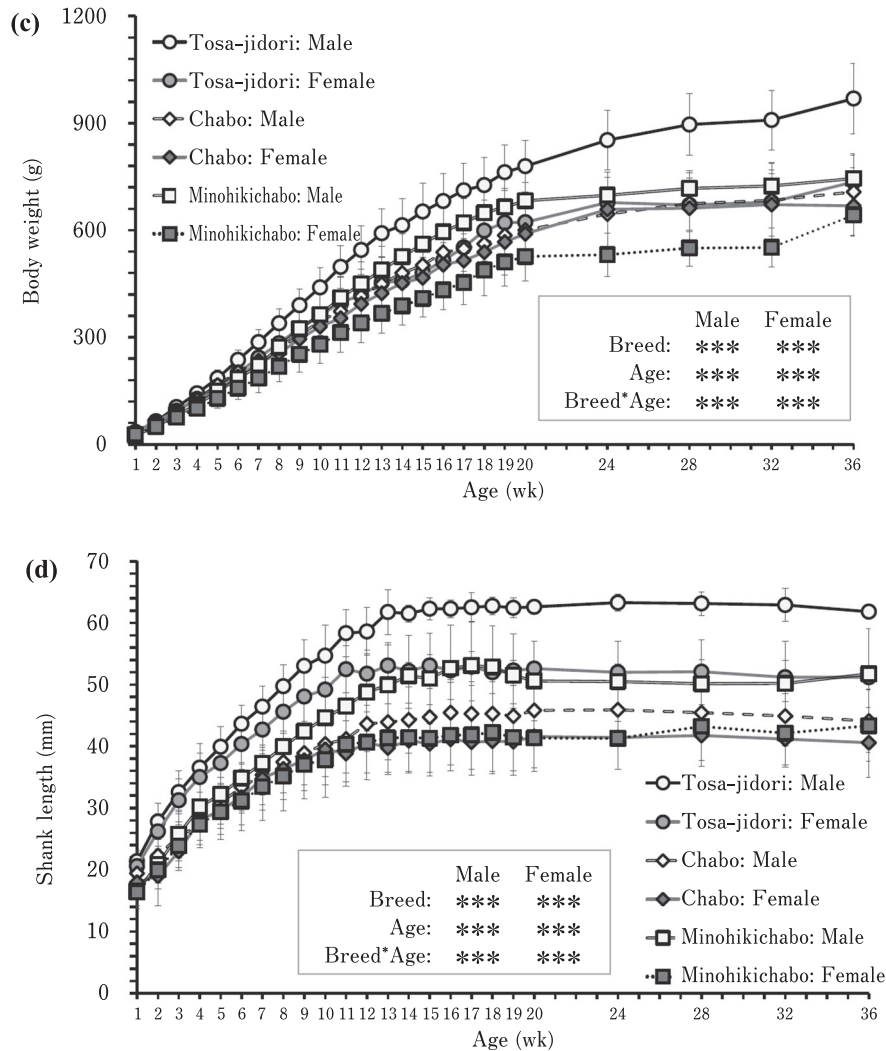 (c)
1200
900
600
300
0
Body weight (g)
Tosa-jidori: Male
Tosa-jidori: Female
Chabo: Male
Chabo: Female
Minohikichabo: Male
Minohikichabo: Female
Male Female
Breed: *** ***
Age: *** ***
Breed*Age: *** ***
1 2 3 4 5 6 7 8 9 10 11 12 13 14 15 16 17 18 19 20 24 28 32 36
Age (wk)
(d)
70
60
50
40
30
20
10
0
Shank length (mm)
Tosa-jidori: Male
Tosa-jidori: Female
Chabo: Male
Chabo: Female
Minohikichabo: Male
Minohikichabo: Female
Male Female
Breed: *** ***
Age: *** ***
Breed*Age: *** ***
1 2 3 4 5 6 7 8 9 10 11 12 13 14 15 16 17 18 19 20 24 28 32 36
Age (wk)